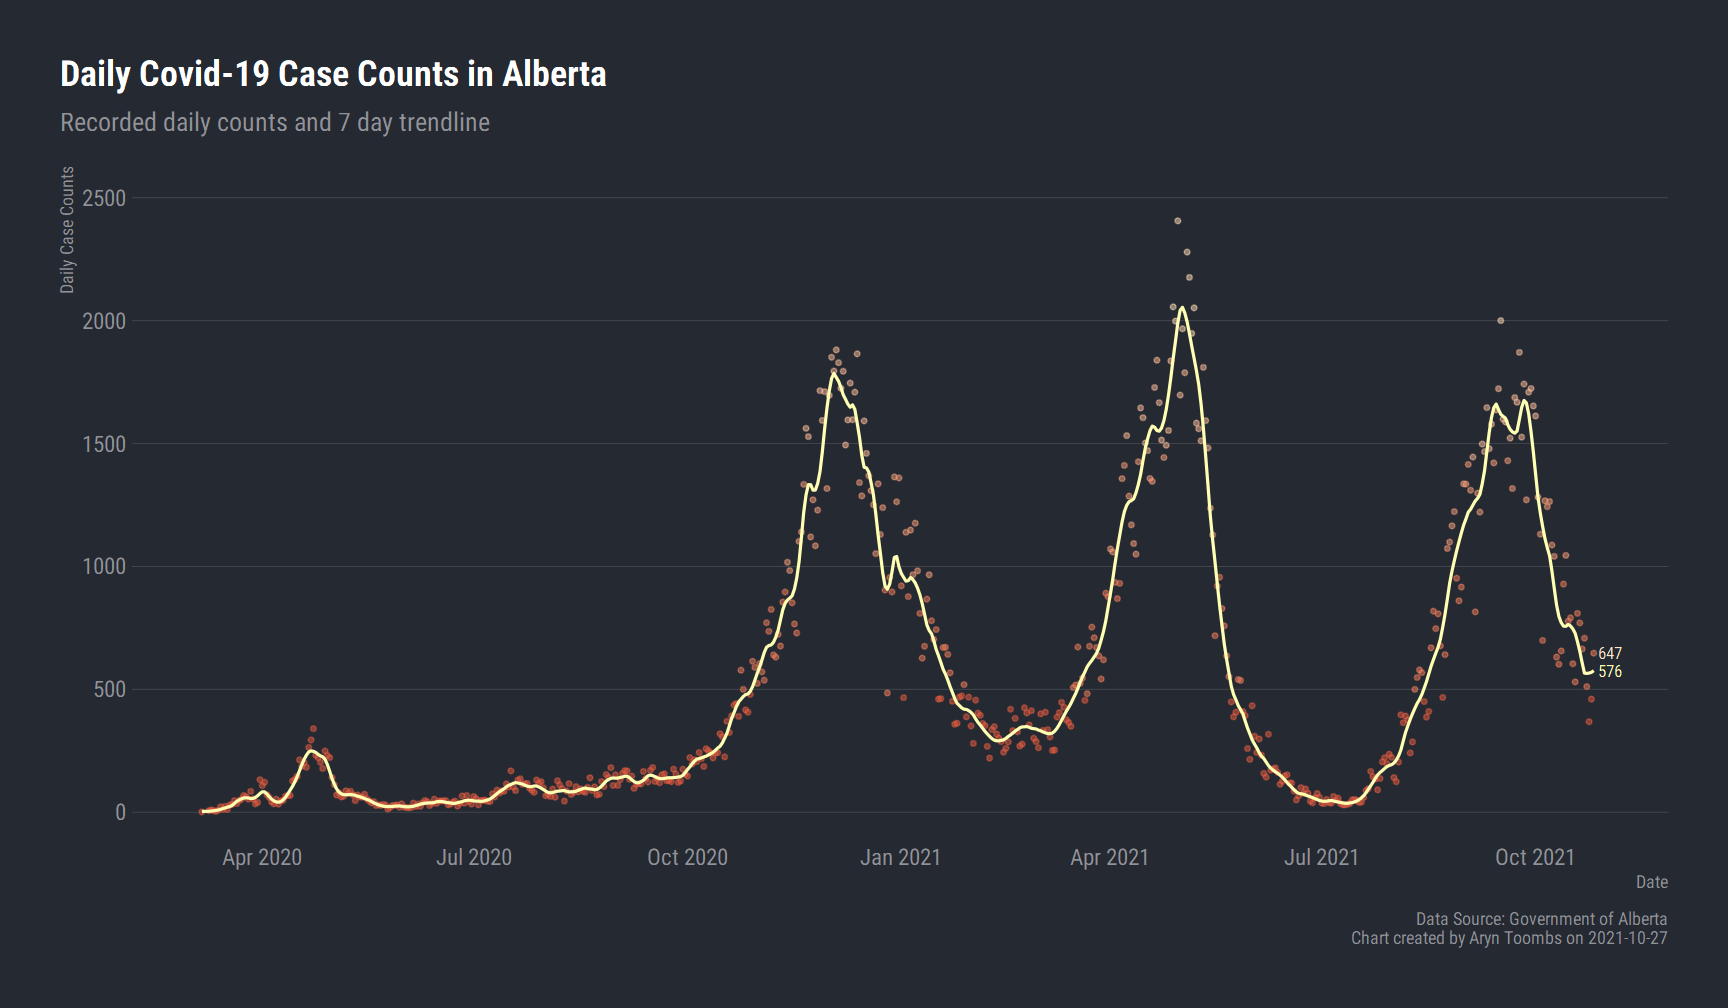 Daily Covid-19 Case Counts in Alberta
Recorded daily counts and 7 day trendline
Daily Case Counts
2500
2000
1500
1000
500
0
647
576
Apr 2020
Jul 2020
Oct 2020
Jan 2021
Apr 2021
Jul 2021
Oct 2021
Date
Data Source: Government of Alberta
Chart created by Aryn Toombs on 2021-10-27